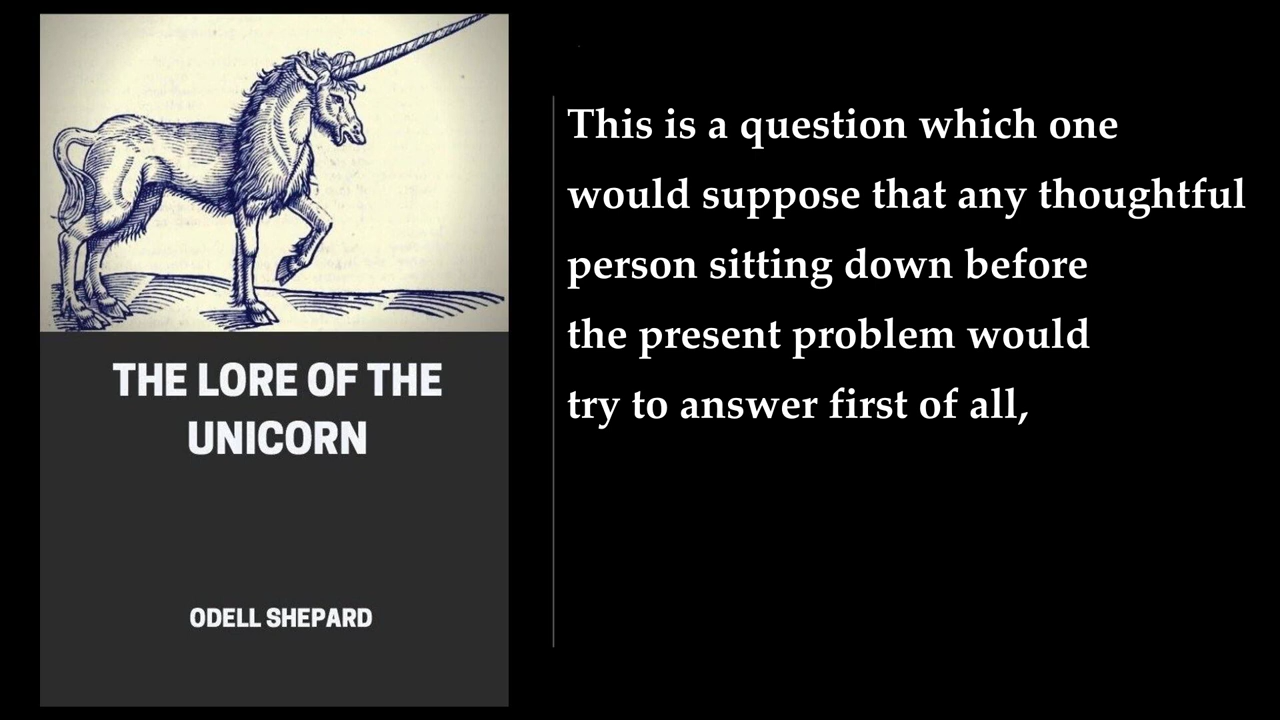 THE LORE OF THE
UNICORN
ODELL SHEPARD
This is a question which one
would suppose that any thoughtful
person sitting down before
the present problem would
try to answer first of all,